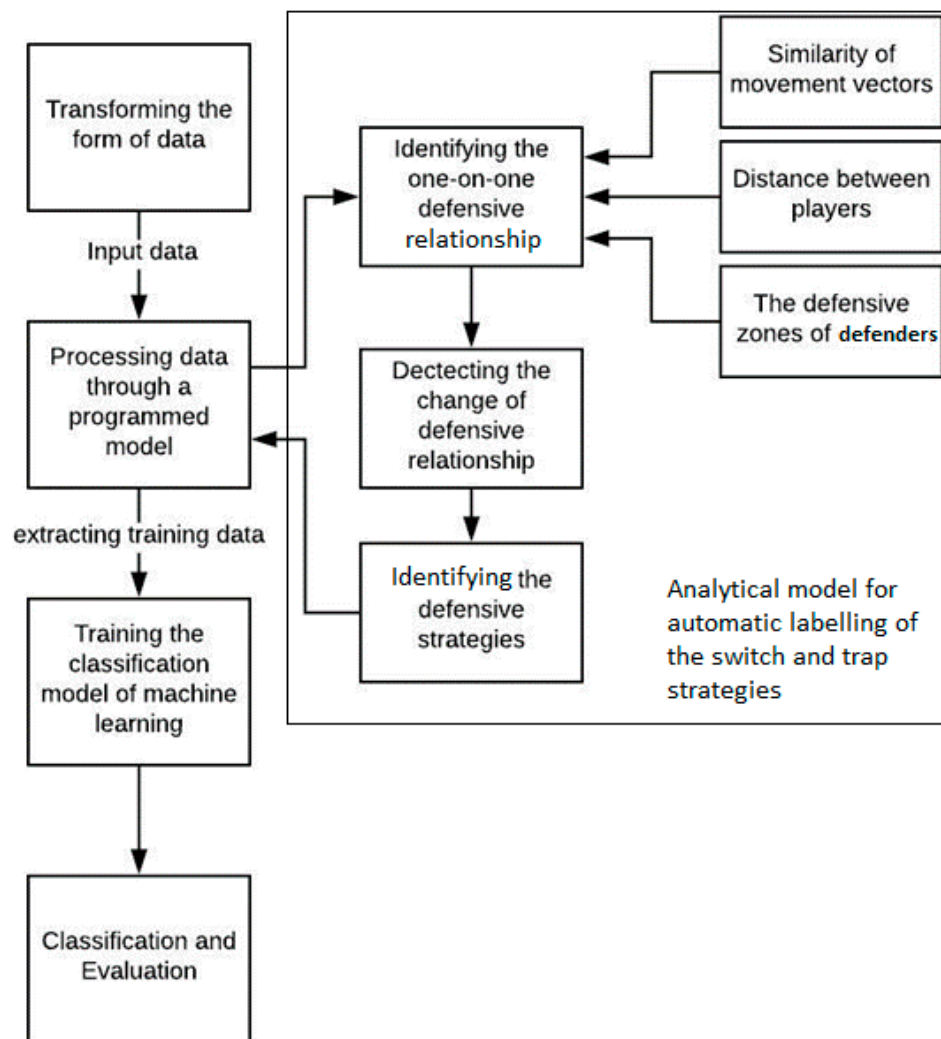 Transforming the
form of data
Input data
Processing data
through a
programmed
model
extracting training data
Training the
classification
model of machine
learning
Classification and
Evaluation
Identifying the
one-on-one
defensive
relationship
Dectecting the
change of
defensive
relationship
Identifying the
defensive
strategies
Similarity of
movement vectors
Distance between
players
The defensive
zones of defenders
Analytical model for
automatic labelling of
the switch and trap
strategies